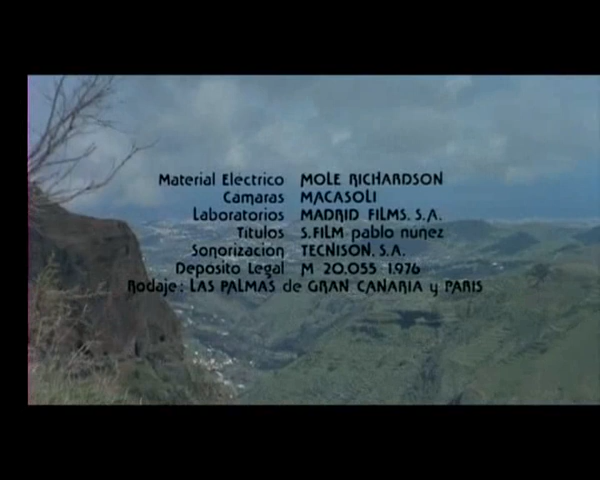 Material Electrico MOLE RICHARDSON
Camaras MACASOLI
Laboratorios MADRID FILMS. S.A.
Titulos S.FILM pablo nuñez
Sonorización TECNISON, S.A.
Deposito Legal M 20.055 1.976
Rodaje: LAS PALMAS de GRAN CANARIA y PARIS